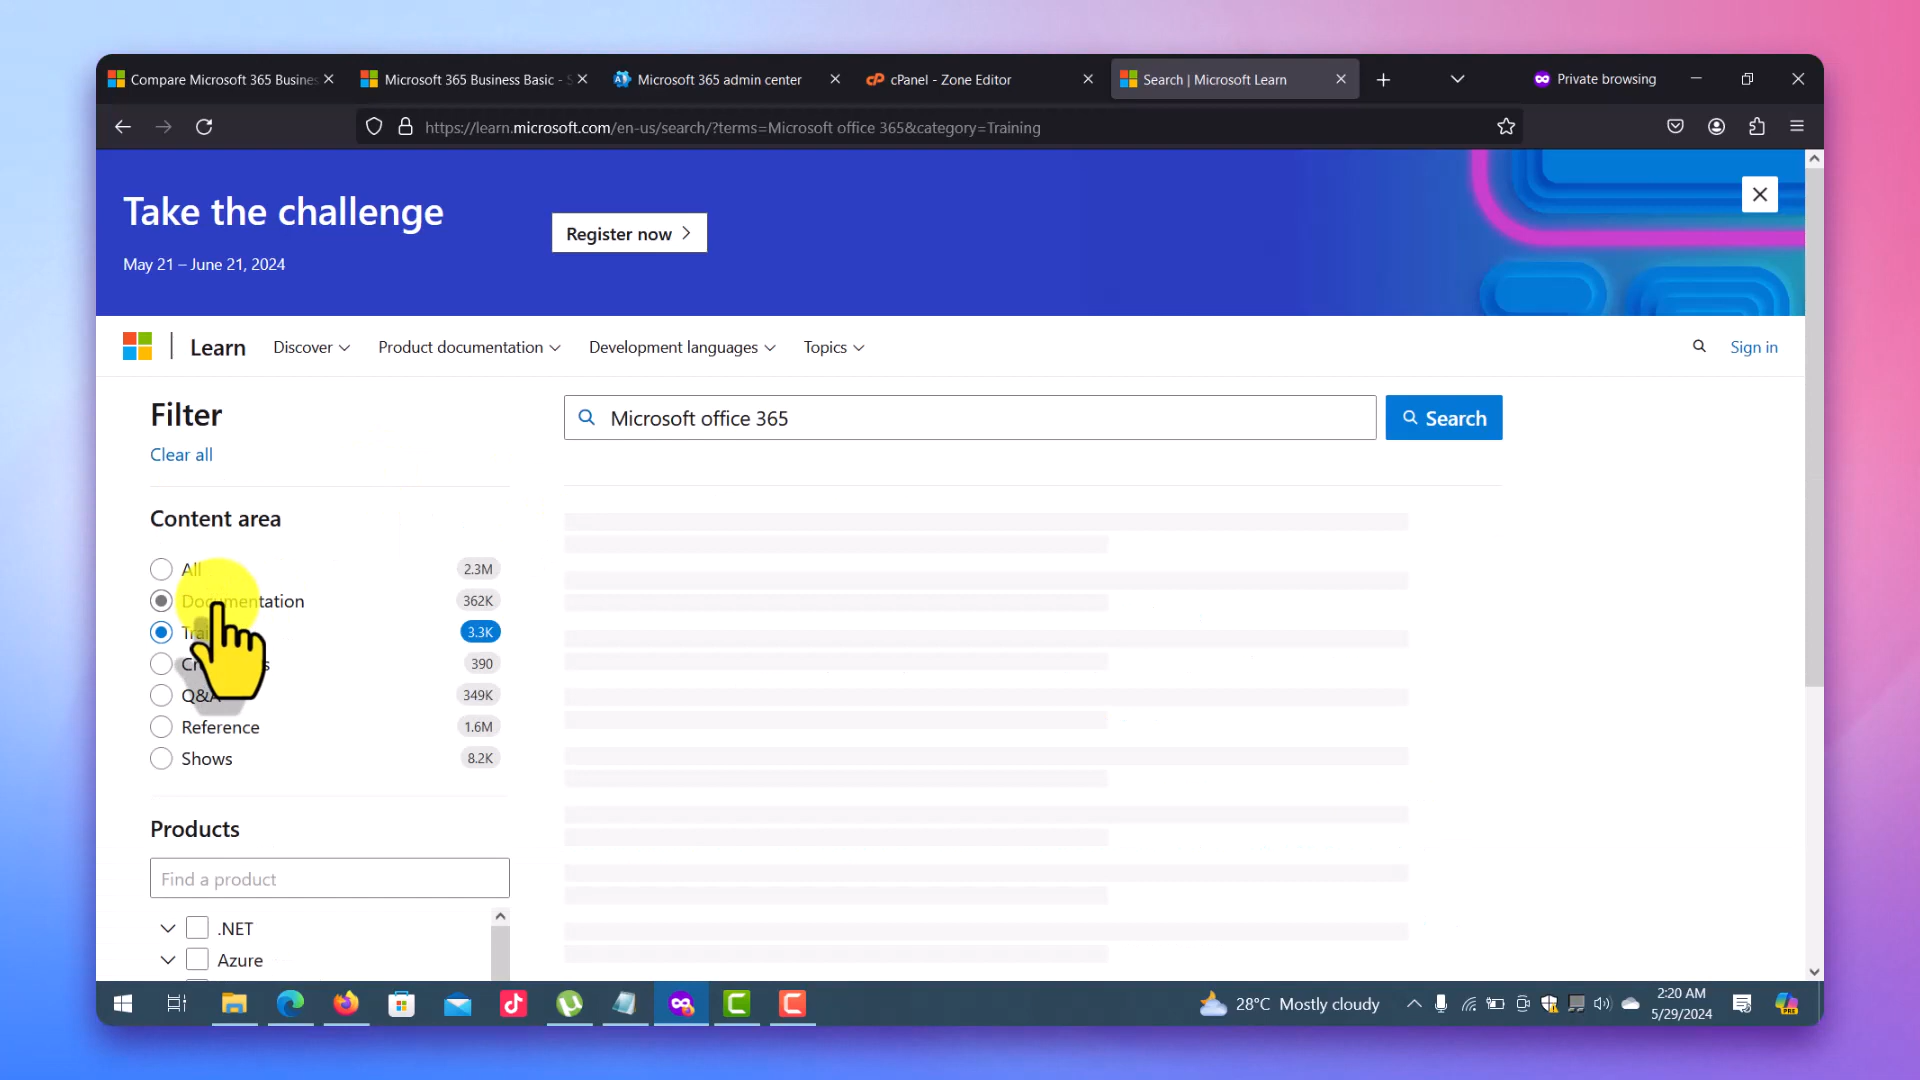 Compare Microsoft 365 Busines
Microsoft 365 Business Basic - S
Microsoft 365 admin center
cPanel - Zone Editor
Search | Microsoft Learn
Private browsing
https://learn.microsoft.com/en-us/search/?terms=Microsoft office 365&category=Training
Take the challenge
Register now
May 21 – June 21, 2024
Learn
Discover
Product documentation
Development languages
Topics
Sign in
Filter
Microsoft office 365
Search
Clear all
Content area
All 2.3M
Documentation 362K
3.3K
390
Q&A 349K
Reference 1.6M
Shows 8.2K
Products
Find a product
.NET
Azure
28°C Mostly cloudy
2:20 AM
5/29/2024
PRE